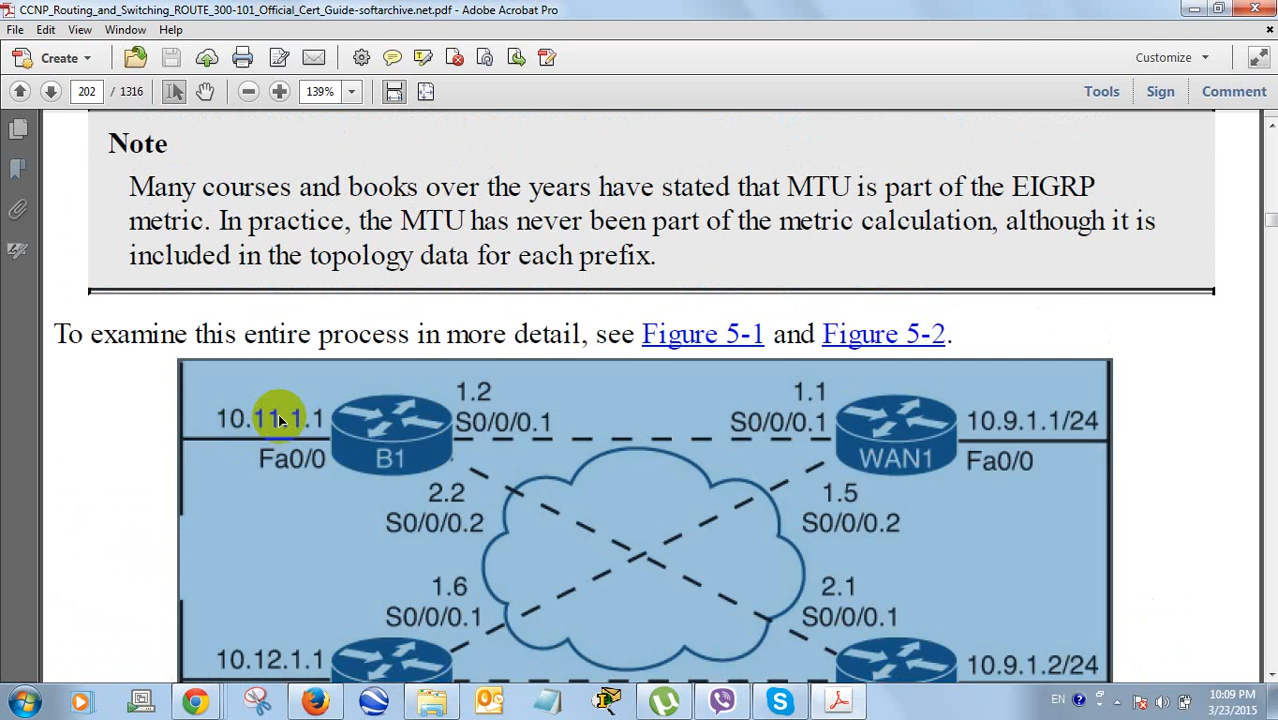 CCNP_Routing_and_Switching_ROUTE_300-101_Official_Cert_Guide-softarchive.net.pdf - Adobe Acrobat Pro
File Edit View Window Help
Create Customize
202 / 1316 139% Tools Sign Comment
Note
Many courses and books over the years have stated that MTU is part of the EIGRP
metric. In practice, the MTU has never been part of the metric calculation, although it is
included in the topology data for each prefix.
To examine this entire process in more detail, see Figure 5-1 and Figure 5-2.
1.2 1.1
10.11.1.1 S0/0/0.1 S0/0/0.1 10.9.1.1/24
Fa0/0 B1 WAN1 Fa0/0
2.2 1.5
S0/0/0.2 S0/0/0.2
1.6 2.1
S0/0/0.1 S0/0/0.1
10.12.1.1 10.9.1.2/24
EN 10:09 PM
3/23/2015